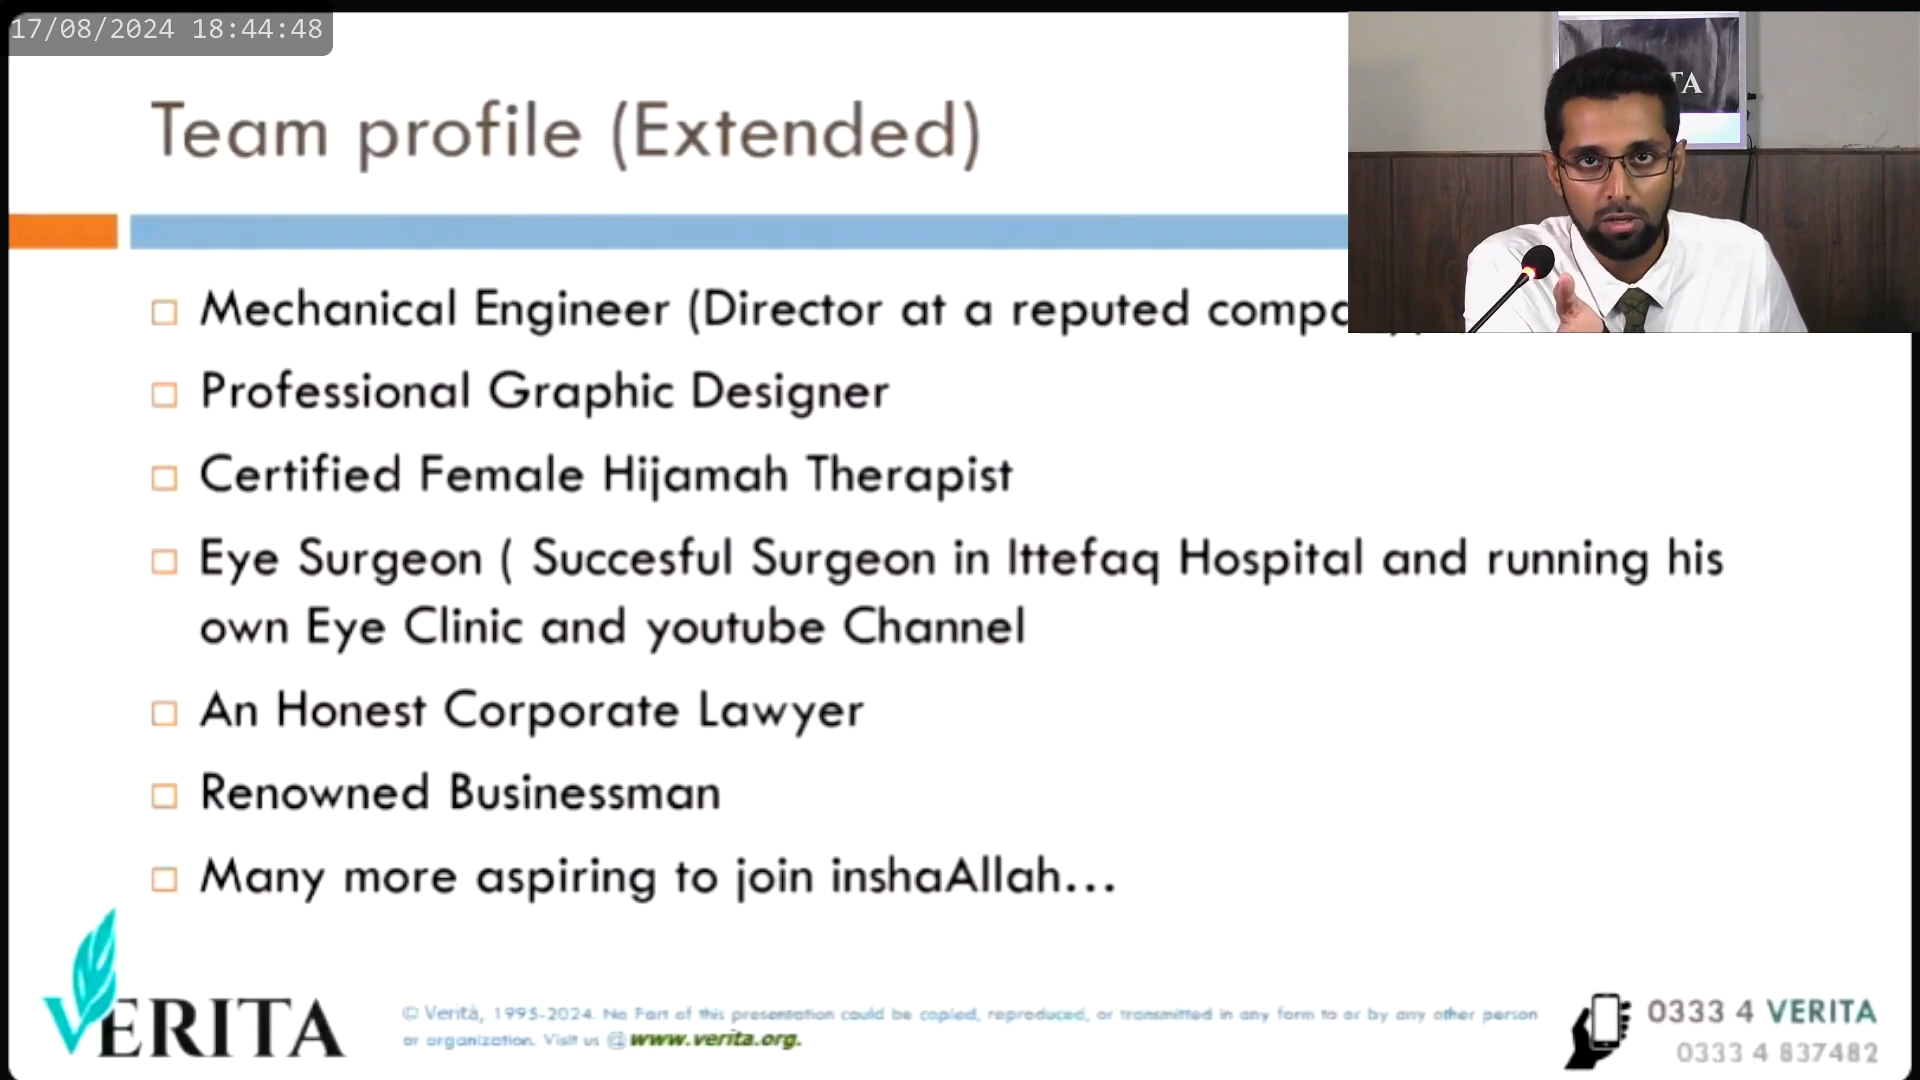 17/08/2024 18:44:48
TA
Team profile (Extended)
Mechanical Engineer (Director at a reputed
Professional Graphic Designer
Certified Female Hijamah Therapist
Eye Surgeon ( Succesful Surgeon in Ittefaq Hospital and running his
own Eye Clinic and youtube Channel
An Honest Corporate Lawyer
Renowned Businessman
Many more aspiring to join inshaAllah...
VERITA
© Verità, 1995-2024. No Part of this presentation could be copied, reproduced, or transmitted in any form to or by any other person
or organization. Visit us @www.verita.org.
0333 4 VERITA
0333 4 837482